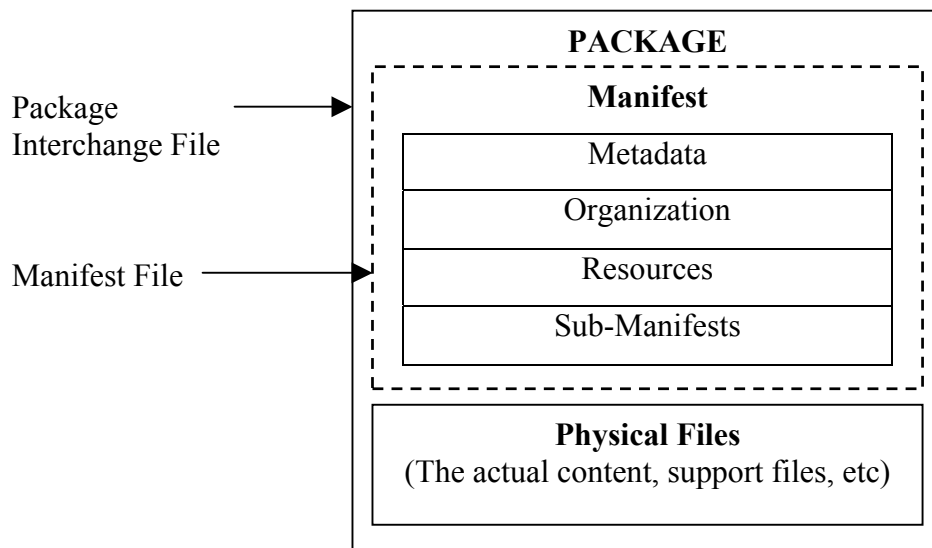 PACKAGE
Manifest
Package
Interchange File
Metadata
Organization
Manifest File
Resources
Sub-Manifests
Physical Files
(The actual content, support files, etc)